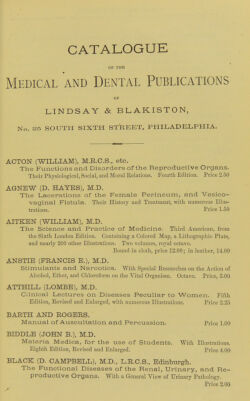 CATALOGUE
OF THE
MEDICAL AND DENTAL PUBLICATIONS
OF
LINDSAY & BLAKISTON,
No. 25 SOUTH SIXTH STREET, PHILADELPHIA.
ACTON (WILLIAM), M.R.C.S., etc.
The Functions and Disorders of the Reproductive Organs.
Their Physiological, Social, and Moral Relations. Fourth Edition. Price 2.50
AGNEW (D. HAYES), M.D.
The Lacerations of the Female Perineum, and Vesico-
vaginal Fistula. Their History and Treatment, with numerous Illus-
trations. Price 1.50
AITKEN (WILLIAM), M.D.
The Science and Practice of Medicine. Third American, from
the Sixth London Edition. Containing a Colored Map, a Lithographic Plate,
and nearly 200 other Illustrations. Two volumes, royal octavo.
Bound in cloth, price 12.00; in leather, 14.00
ANSTIE (FRANCIS E.), M.D.
Stimulants and Narcotics. With Special Researches on the Action of
Alcohol, Ether, and Chloroform on the Vital Organism. Octavo. Price, 3.00
ATTHILL (LOMBE), M.D.
Clinical Lectures on Diseases Peculiar to Women. Fifth
Edition, Revised and Enlarged, with numerous Illustrations. Price 2.25
BARTH AND ROGERS.
Manual of Auscultation and Percussion. Price 1.00
BIDDLE (JOHN B.), M.D.
Materia Medica, for the use of Students. With Illustrations.
Eighth Edition, Revised and Enlarged. Price 4.00
BLACK (D. CAMPBELL), M.D., L.R.C.S., Edinburgh.
The Functional Diseases of the Renal, Urinary, and Re-
productive Organs. With a General View of Urinary Pathology.
Price 2.00